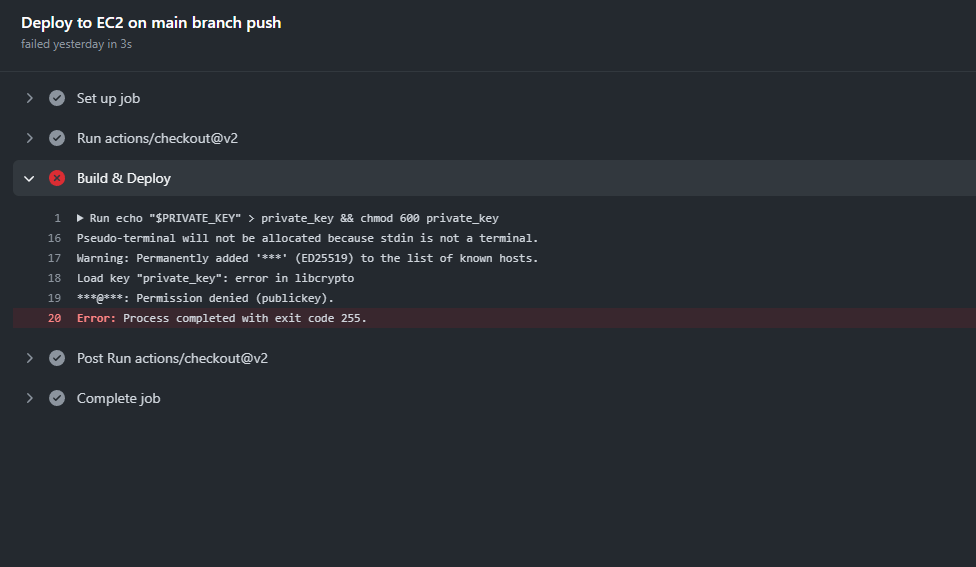 Deploy to EC2 on main branch push
failed yesterday in 3s
Set up job
Run actions/checkout@v2
Build & Deploy
1 Run echo "$PRIVATE_KEY" > private_key && chmod 600 private_key
16 Pseudo-terminal will not be allocated because stdin is not a terminal.
17 Warning: Permanently added '***' (ED25519) to the list of known hosts.
18 Load key "private_key": error in libcrypto
19 ***@***: Permission denied (publickey).
20 Error: Process completed with exit code 255.
Post Run actions/checkout@v2
Complete job